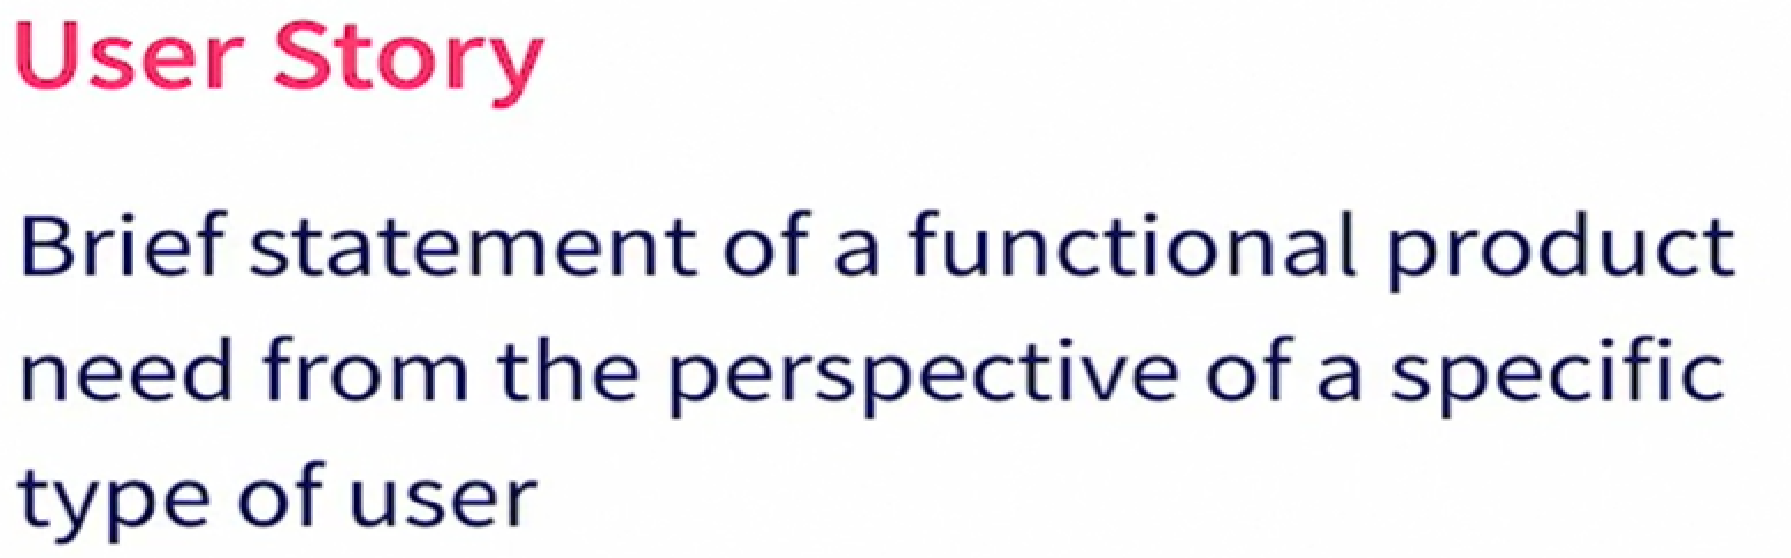 User Story
Brief statement of a functional product
need from the perspective of a specific
type of user